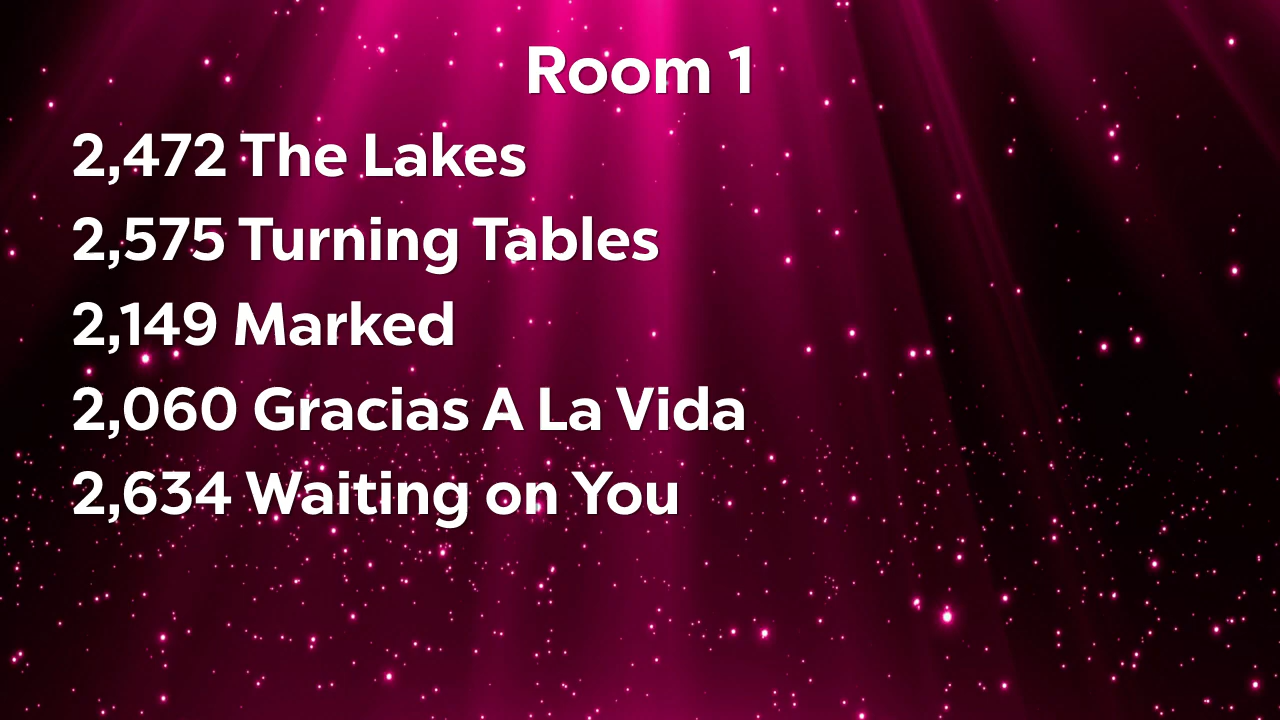 Room 1
2,472 The Lakes
2,575 Turning Tables
2,149 Marked
2,060 Gracias A La Vida
2,634 Waiting on You